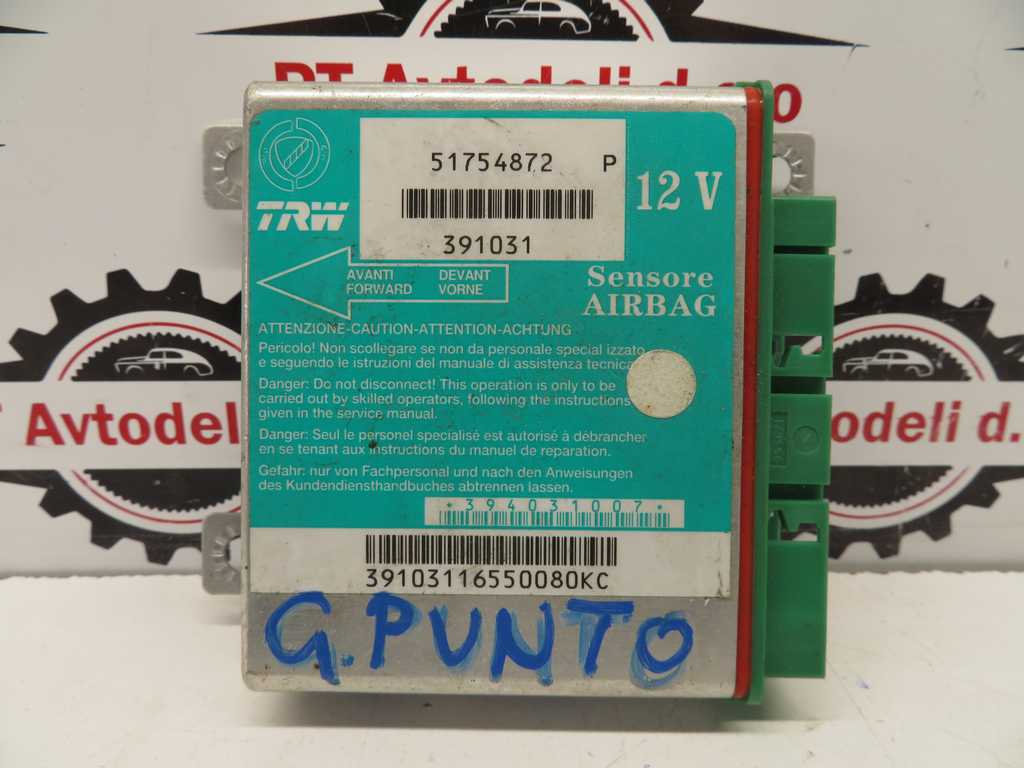 PT Avtodeli d.o.o
51754872 P
12 V
TRW
391031
AVANTI DEVANT
FORWARD VORNE
Sensore
AIRBAG
ATTENZIONE-CAUTION-ATTENTION-ACHTUNG
Pericolo! Non scollegare se non da personale special izzato
e seguendo le istruzioni del manuale di assistenza tecnica
Danger: Do not disconnect! This operation is only to be
carried out by skilled operators, following the instructions
given in the service manual.
Danger: Seul le personel specialisé est autorisé à débrancher
en se tenant aux instructions du manuel de reparation.
Gefahr: nur von Fachpersonal und nach den Anweisungen
des Kundendiensthandbuches abtrennen lassen.
*394031007*
39103116550080KC
G.PUNTO
Avtodeli
odeli d.